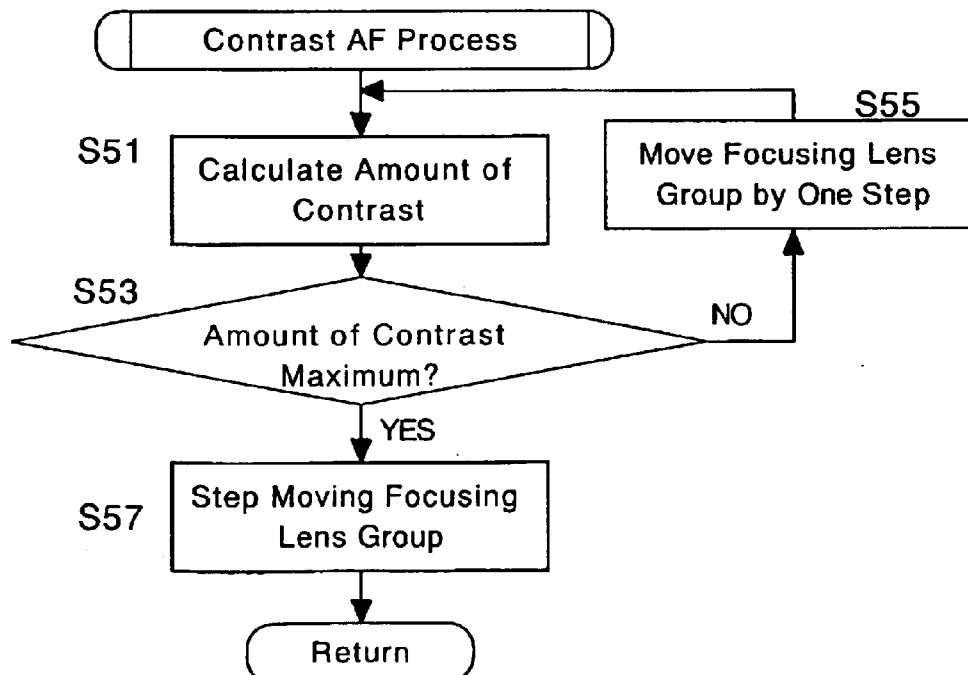 Contrast AF Process
S51
Calculate Amount of
Contrast
S55
Move Focusing Lens
Group by One Step
S53
Amount of Contrast
Maximum?
NO
YES
S57
Step Moving Focusing
Lens Group
Return